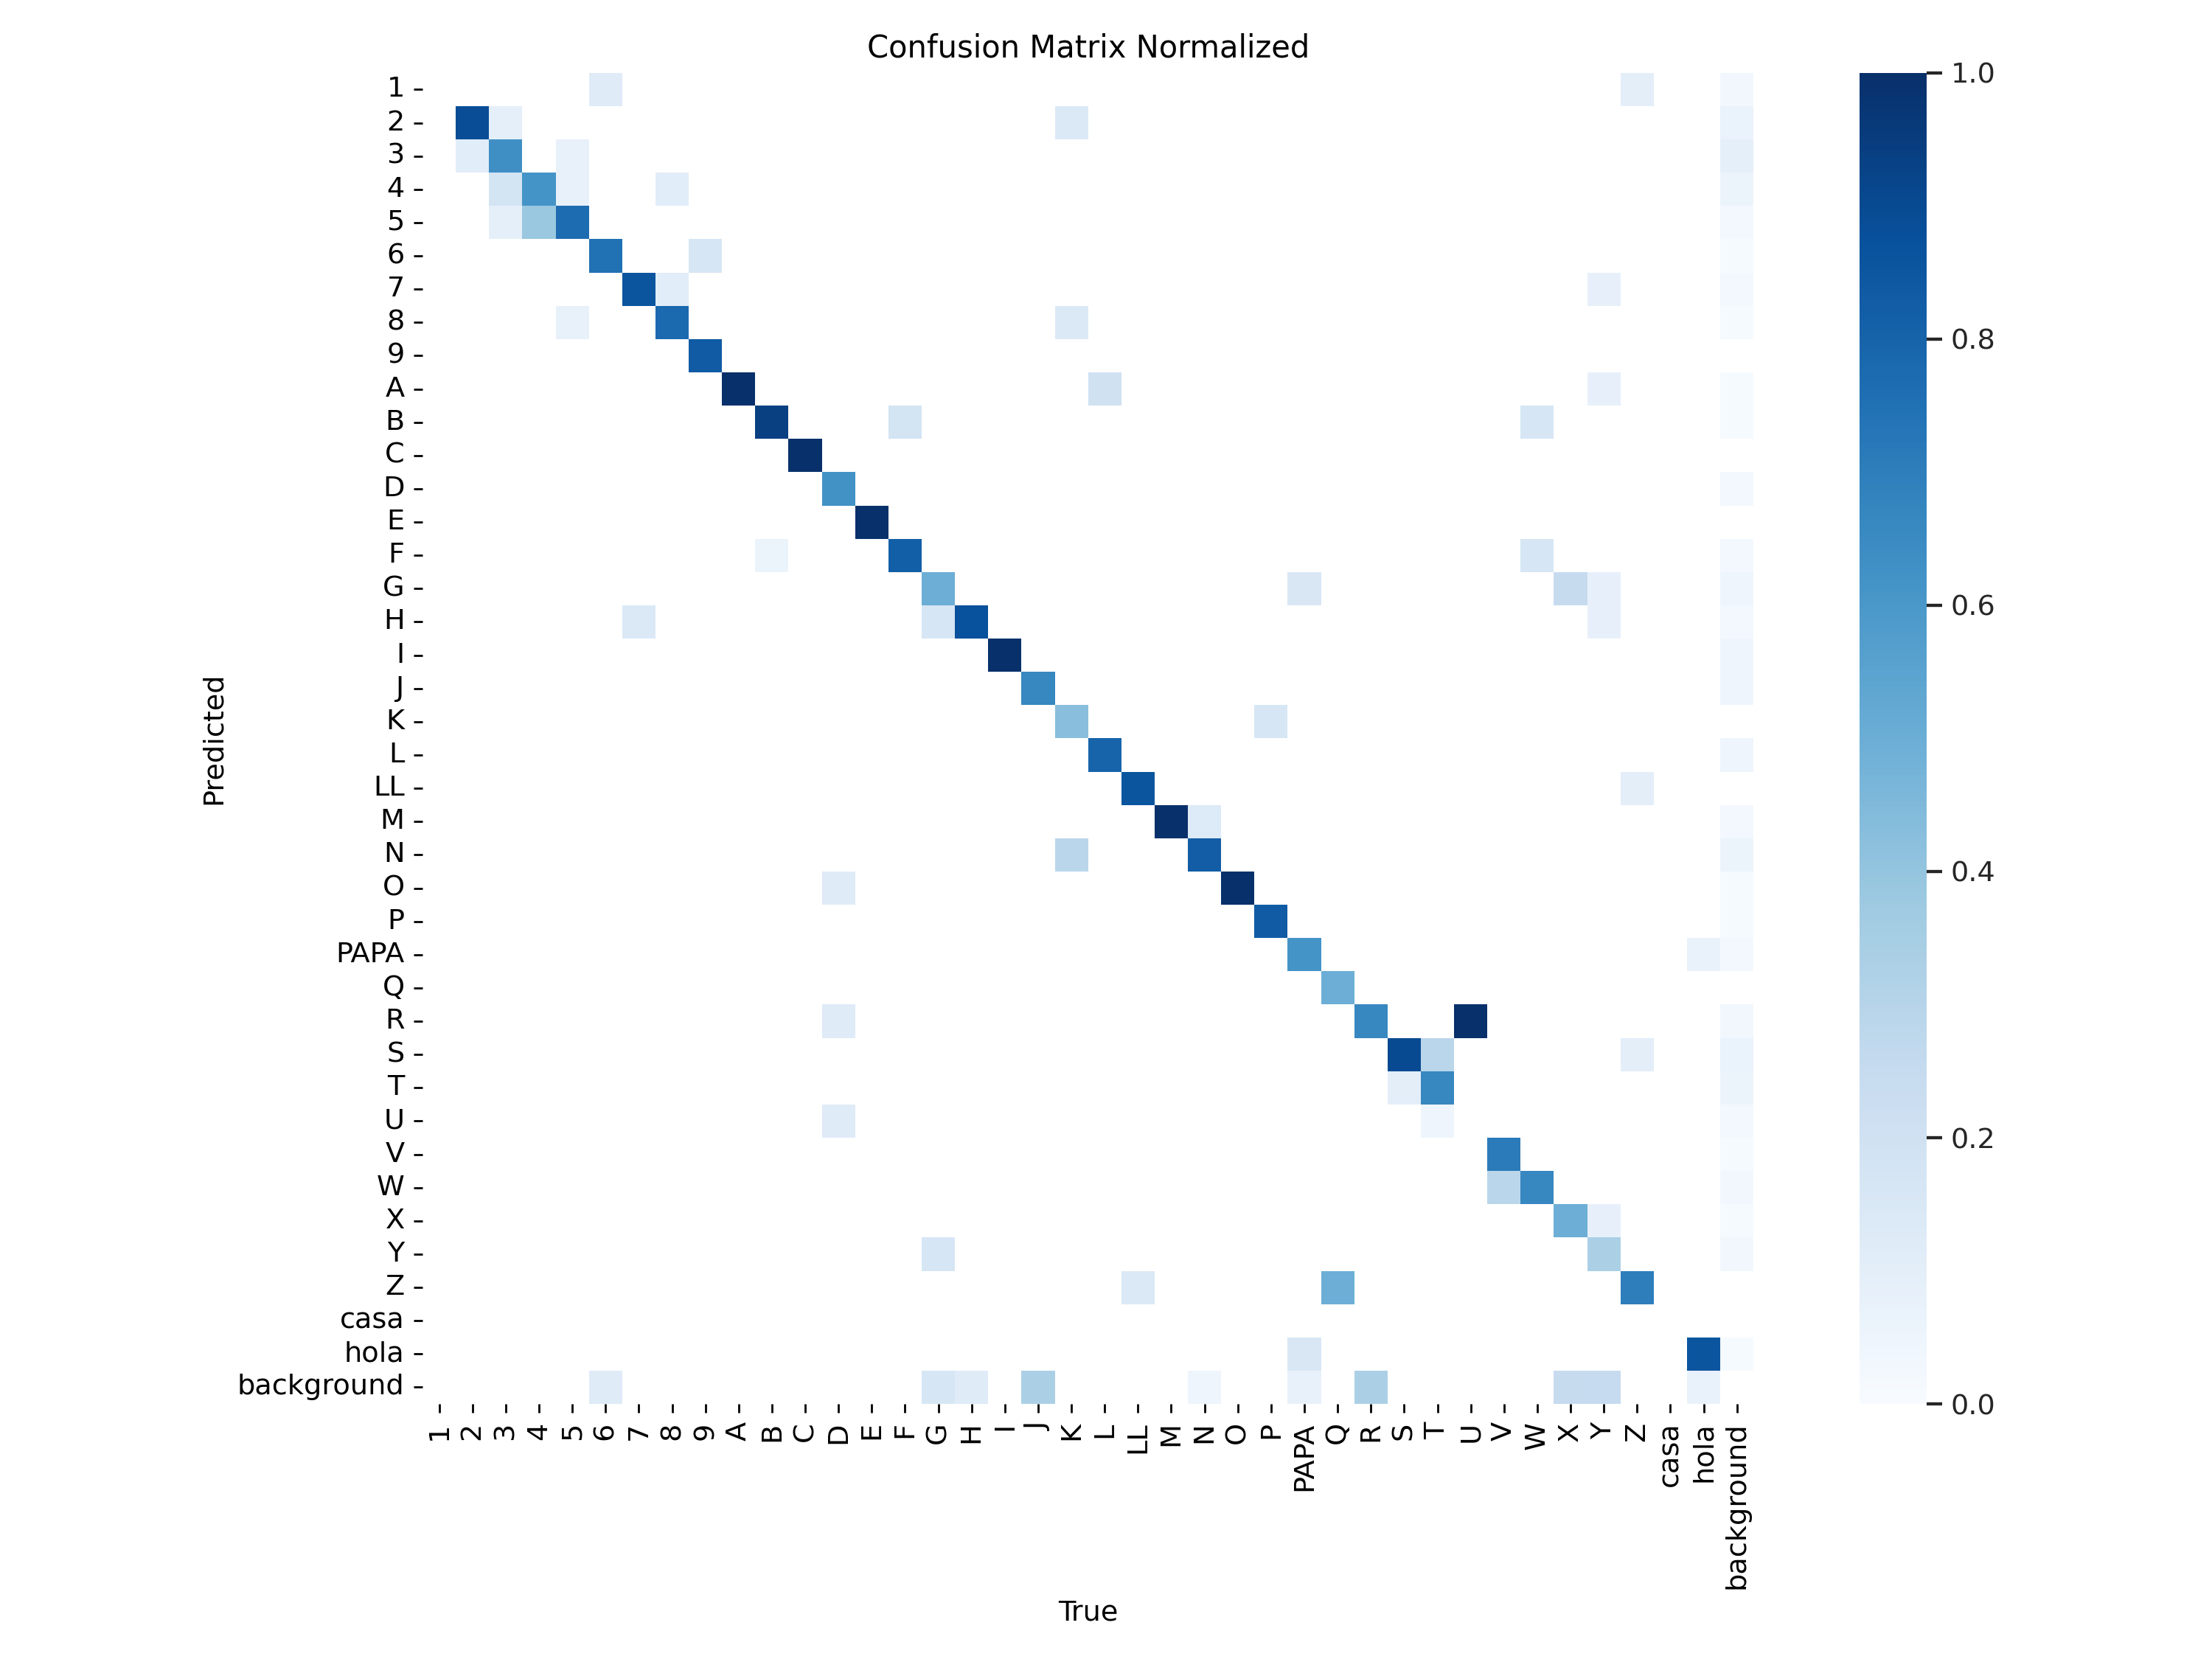 Confusion Matrix Normalized
1
2
3
4
5
6
7
8
9
A
B
C
D
E
F
G
H
I
J
K
L
LL
M
N
O
P
PAPA
Q
R
S
T
U
V
W
X
Y
Z
casa
hola
background
Predicted
1 2 3 4 5 6 7 8 9 A B C D E F G H I J K L LL M N O P PAPA Q R S T U V W X Y Z casa hola background
True
1.0
0.8
0.6
0.4
0.2
0.0